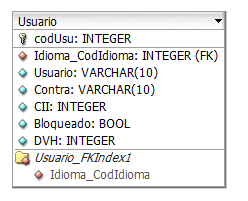 Usuario
codUsu: INTEGER
Idioma_CodIdioma: INTEGER (FK)
Usuario: VARCHAR(10)
Contra: VARCHAR(10)
CII: INTEGER
Bloqueado: BOOL
DVH: INTEGER
Usuario_FKIndex1
Idioma_CodIdioma